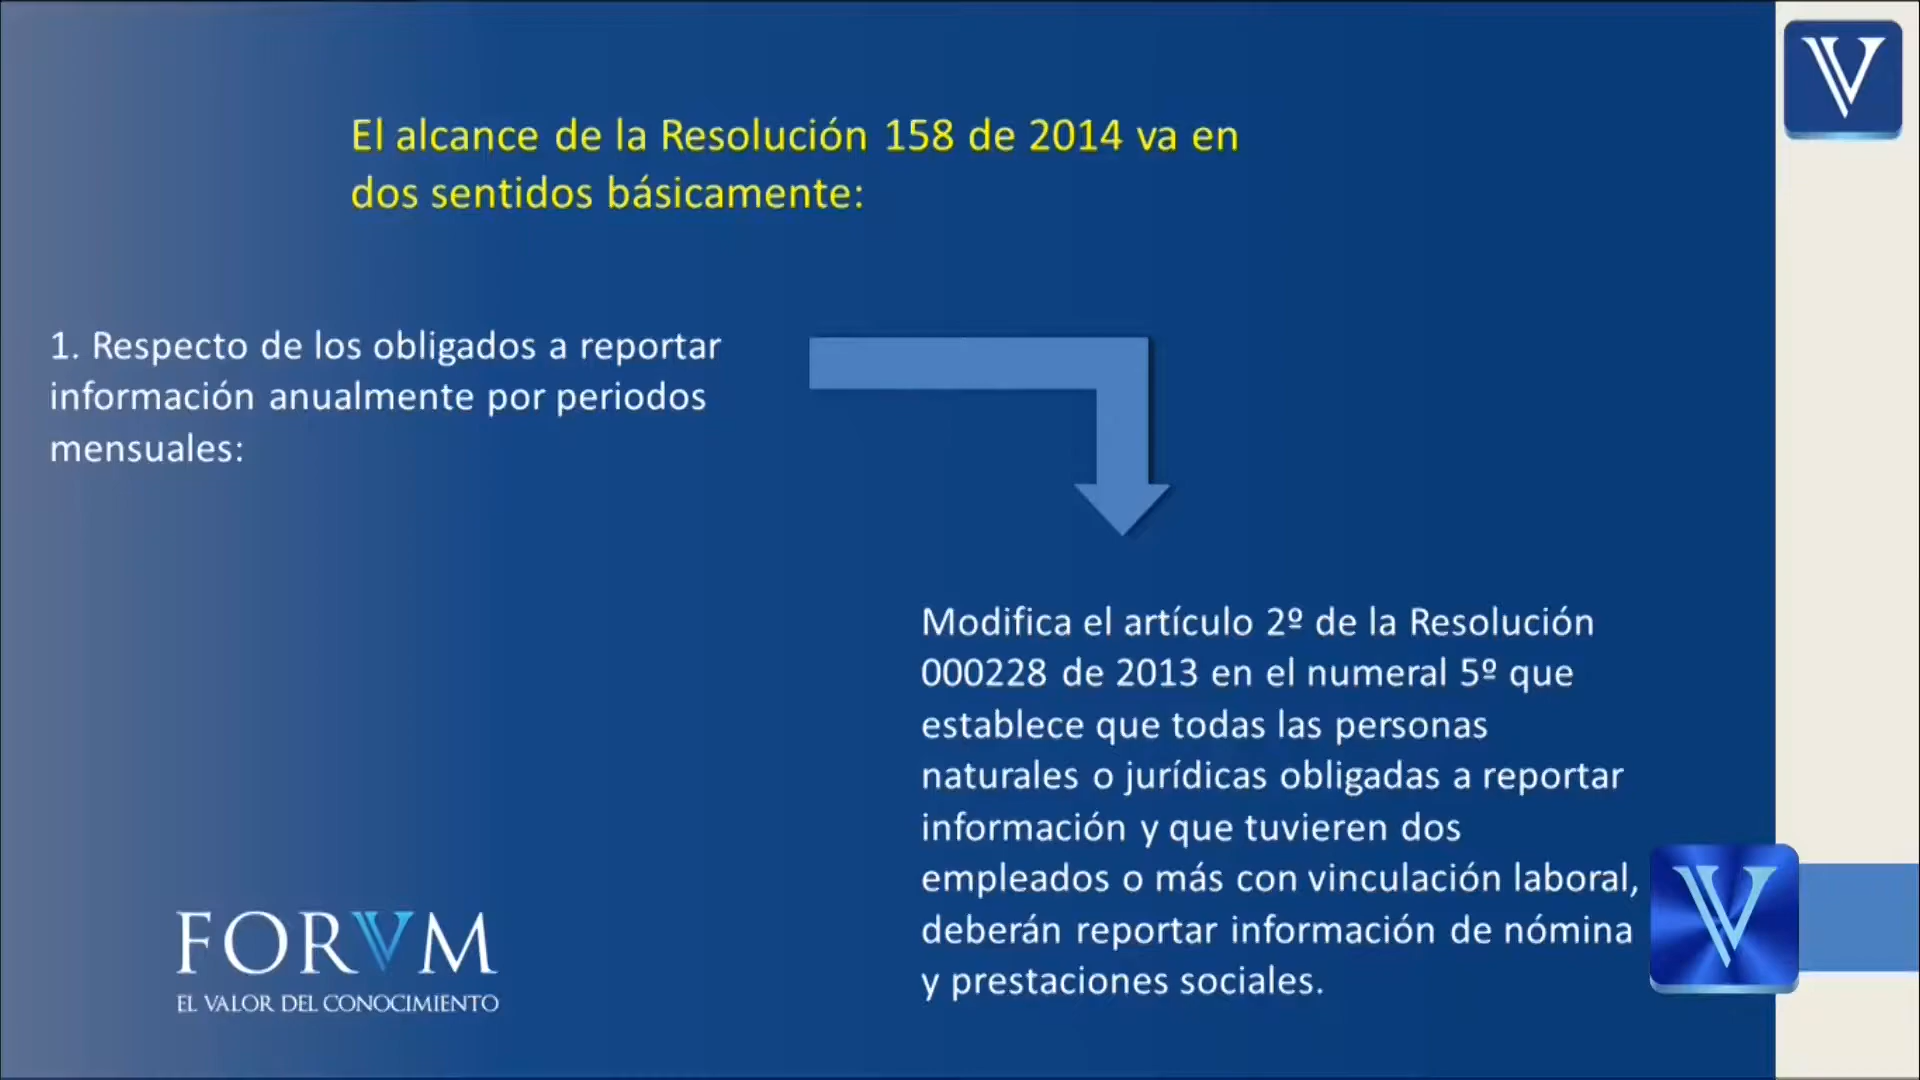 El alcance de la Resolución 158 de 2014 va en
dos sentidos básicamente:
1. Respecto de los obligados a reportar
información anualmente por periodos
mensuales:
Modifica el artículo 2º de la Resolución
000228 de 2013 en el numeral 5º que
establece que todas las personas
naturales o jurídicas obligadas a reportar
información y que tuvieren dos
empleados o más con vinculación laboral,
deberán reportar información de nómina
y prestaciones sociales.
FORVM
EL VALOR DEL CONOCIMIENTO
V
V